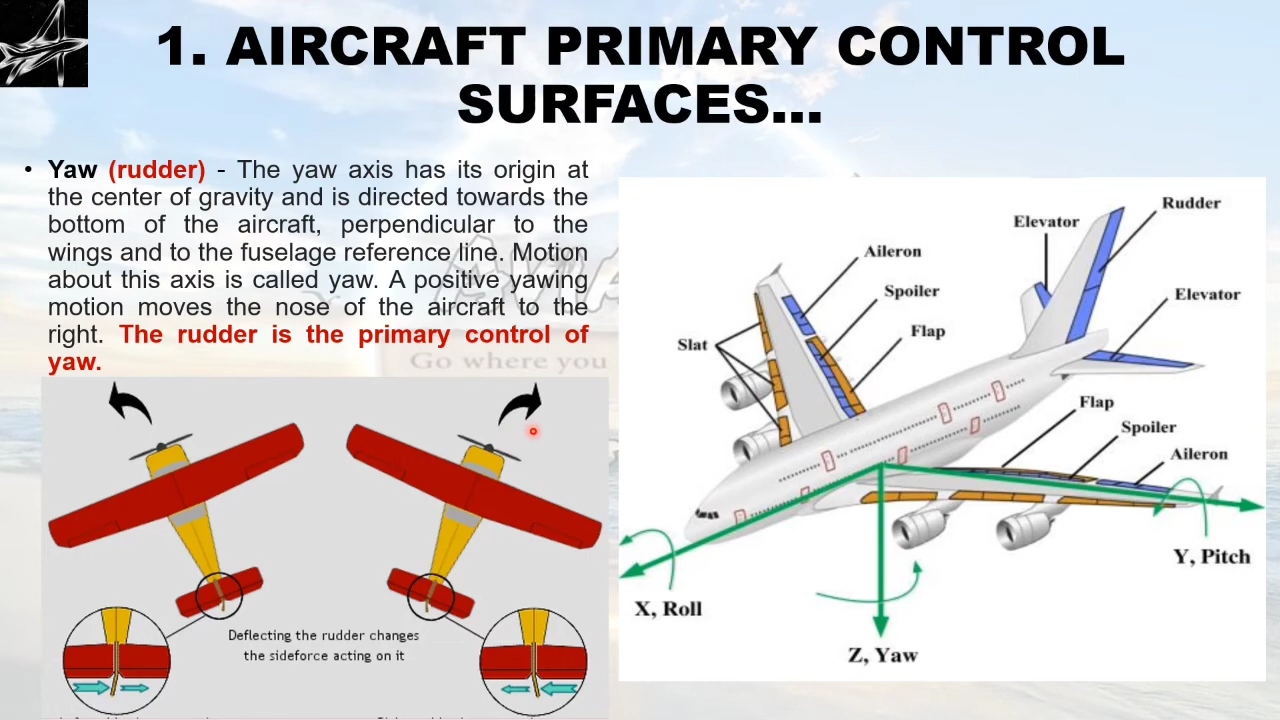 1. AIRCRAFT PRIMARY CONTROL
SURFACES...
• Yaw (rudder) - The yaw axis has its origin at
the center of gravity and is directed towards the
bottom of the aircraft, perpendicular to the
wings and to the fuselage reference line. Motion
about this axis is called yaw. A positive yawing
motion moves the nose of the aircraft to the
right. The rudder is the primary control of
yaw.
Go where you
Deflecting the rudder changes
the sideforce acting on it
Rudder
Elevator
Aileron
Elevator
Spoiler
Flap
Slat
Flap
Spoiler
Aileron
Y, Pitch
X, Roll
Z, Yaw